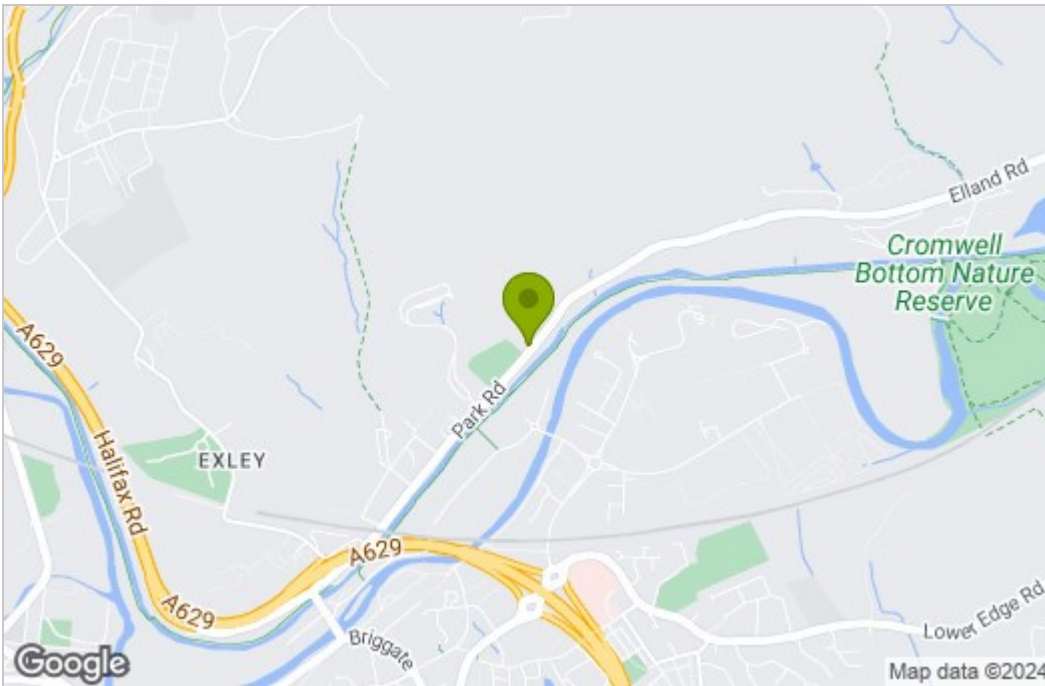 Elland Rd
Cromwell
Bottom Nature
Reserve
A629
Park Rd
EXLEY
Halifax Rd
A629
A629
Briggate
Lower Edge Rd
Google
Map data ©2024